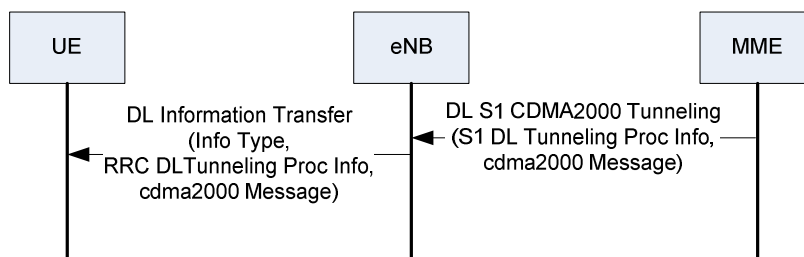 UE
eNB
MME
DL Information Transfer
(Info Type,
RRC DLTunneling Proc Info,
cdma2000 Message)
DL S1 CDMA2000 Tunneling
(S1 DL Tunneling Proc Info,
cdma2000 Message)